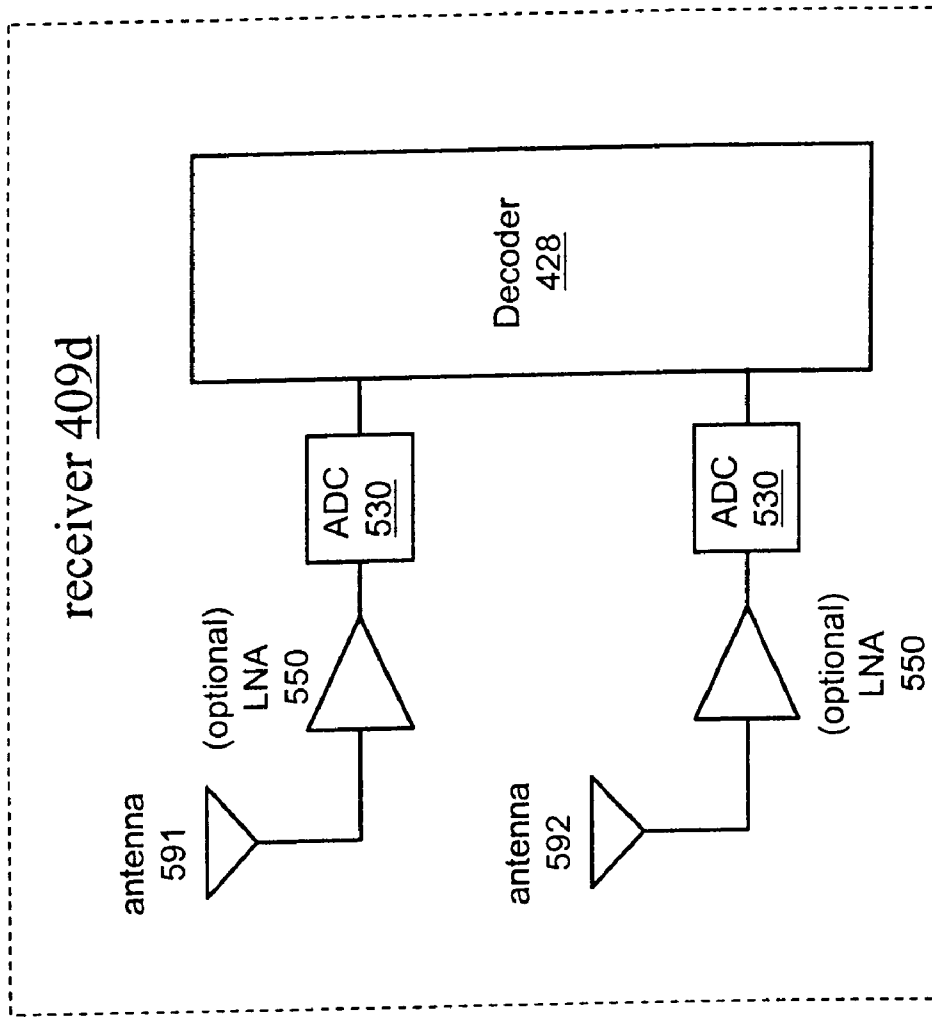 receiver 409d
antenna
591
(optional)
LNA
550
ADC
530
Decoder
428
antenna
592
(optional)
LNA
550
ADC
530